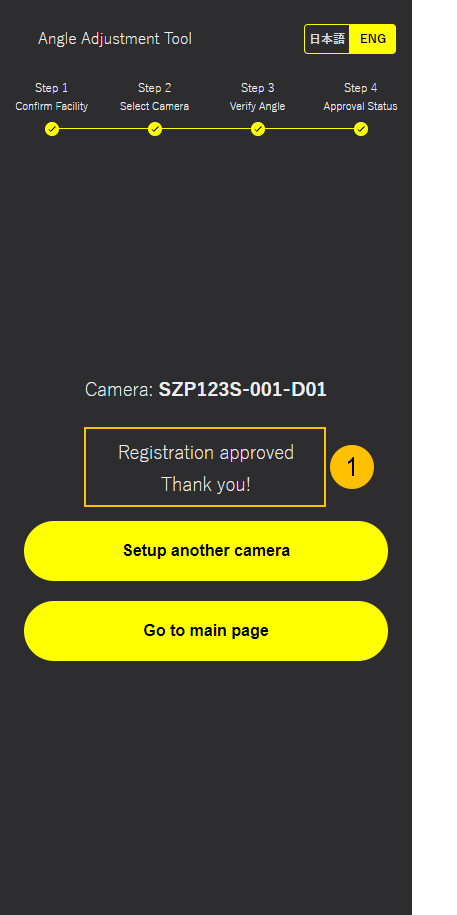 Angle Adjustment Tool
日本語 ENG
Step 1 Step 2 Step 3 Step 4
Confirm Facility Select Camera Verify Angle Approval Status
Camera: SZP123S-001-D01
Registration approved
Thank you!
1
Setup another camera
Go to main page